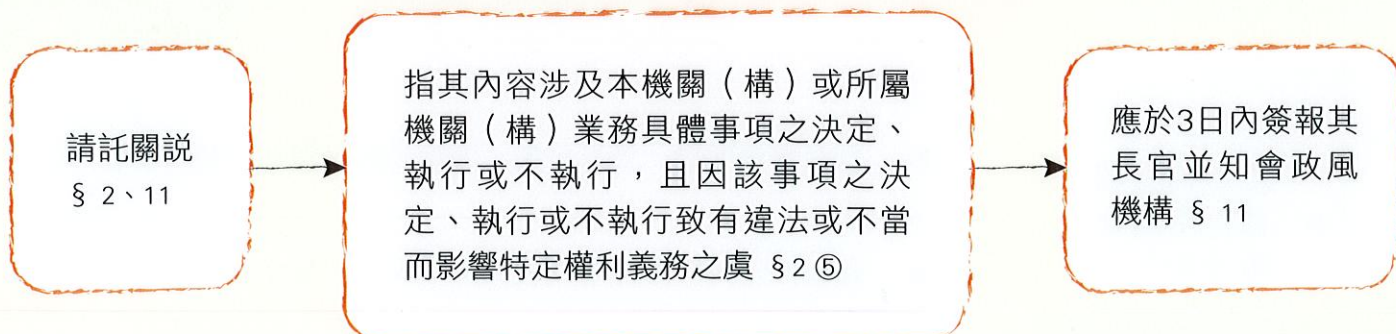 請託關說
§ 2、11
指其內容涉及本機關（構）或所屬
機關（構）業務具體事項之決定、
執行或不執行，且因該事項之決
定、執行或不執行致有違法或不當
而影響特定權利義務之虞 §2⑤
應於3日內簽報其
長官並知會政風
機構 § 11